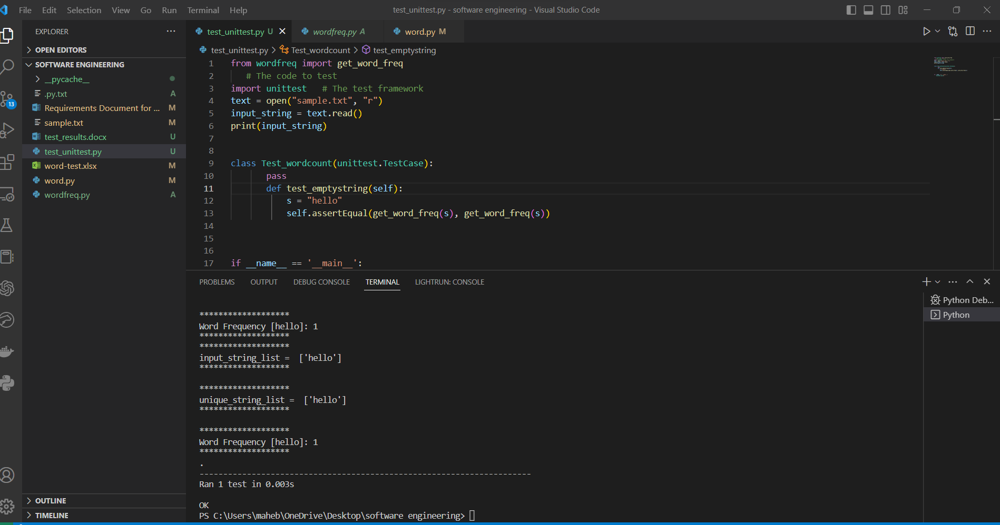 File Edit Selection View Go Run Terminal Help
test_unittest.py - software engineering - Visual Studio Code
EXPLORER
OPEN EDITORS
SOFTWARE ENGINEERING
__pycache__
.py.txt A
Requirements Document for ... M
sample.txt M
test_results.docx U
test_unittest.py U
word-test.xlsx M
word.py M
wordfreq.py A
OUTLINE
TIMELINE
13
test_unittest.py U
wordfreq.py A
word.py M
test_unittest.py > Test_wordcount > test_emptystring
1 from wordfreq import get_word_freq
2 # The code to test
3 import unittest # The test framework
4 text = open("sample.txt", "r")
5 input_string = text.read()
6 print(input_string)
7
8
9 class Test_wordcount(unittest.TestCase):
10 pass
11 def test_emptystring(self):
12 s = "hello"
13 self.assertEqual(get_word_freq(s), get_word_freq(s))
14
15
16
17 if __name__ == '__main__':
PROBLEMS OUTPUT DEBUG CONSOLE TERMINAL LIGHTRUN: CONSOLE
Python Deb...
Python
*******************
Word Frequency [hello]: 1
*******************
*******************
input_string_list =  ['hello']
*******************
*******************
unique_string_list =  ['hello']
*******************
*******************
Word Frequency [hello]: 1
*******************
.
----------------------------------------------------------------------
Ran 1 test in 0.003s
OK
PS C:\Users\maheb\OneDrive\Desktop\software engineering>